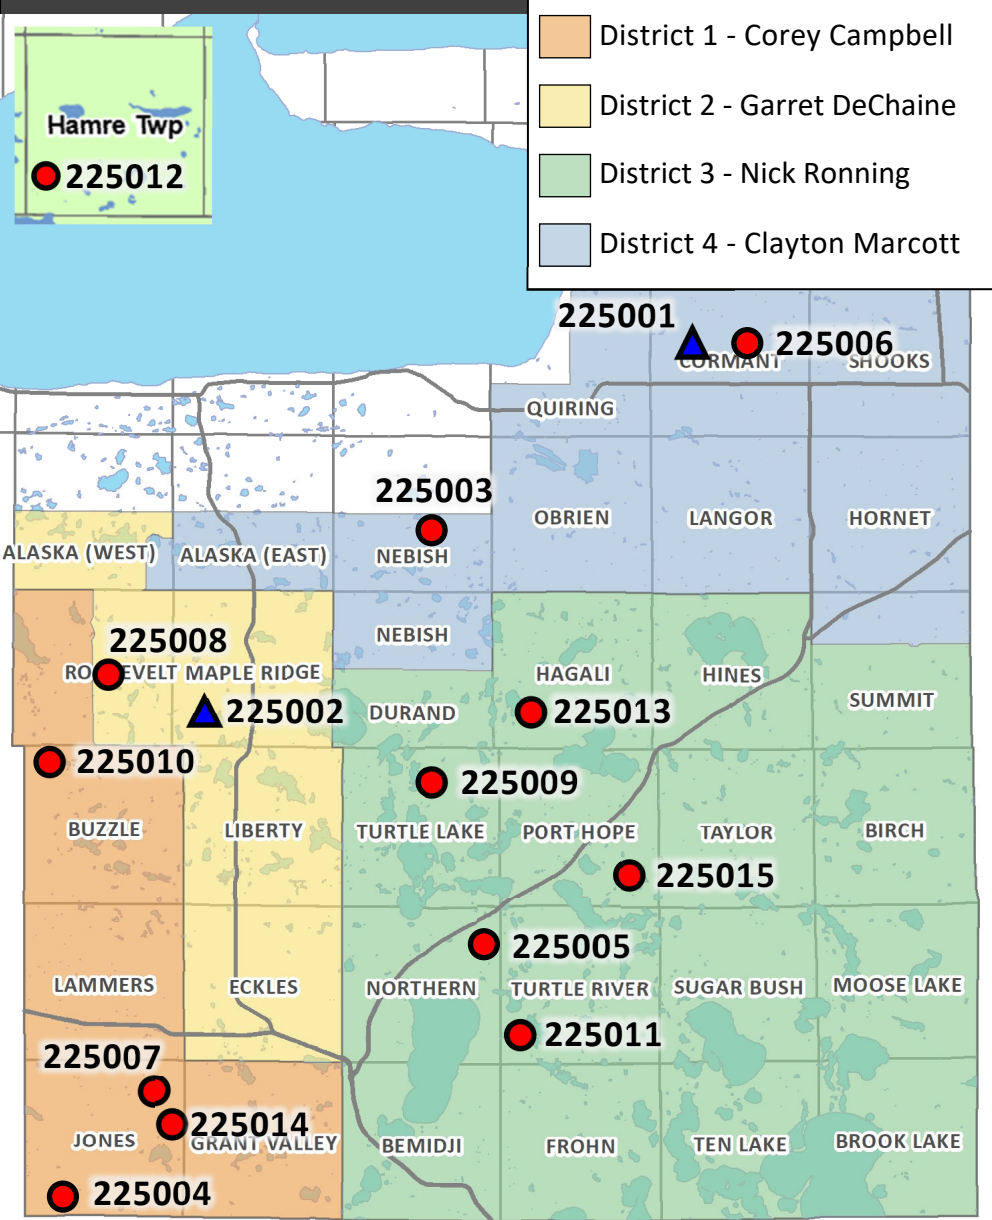 District 1 - Corey Campbell
District 2 - Garret DeChaine
Hamre Twp
225012
District 3 - Nick Ronning
District 4 - Clayton Marcott
225001
225006
CORMANT
SHOOKS
QUIRING
225003
OBRIEN
LANGOR
HORNET
ALASKA (WEST)
ALASKA (EAST)
NEBISH
225008
NEBISH
ROOSEVELT
MAPLE RIDGE
HAGALI
HINES
225002
DURAND
225013
SUMMIT
225010
225009
BUZZLE
LIBERTY
TURTLE LAKE
PORT HOPE
TAYLOR
BIRCH
225015
225005
LAMMERS
ECKLES
NORTHERN
TURTLE RIVER
SUGAR BUSH
MOOSE LAKE
225011
225007
225014
JONES
GRANT VALLEY
BEMIDJI
FROHN
TEN LAKE
BROOK LAKE
225004